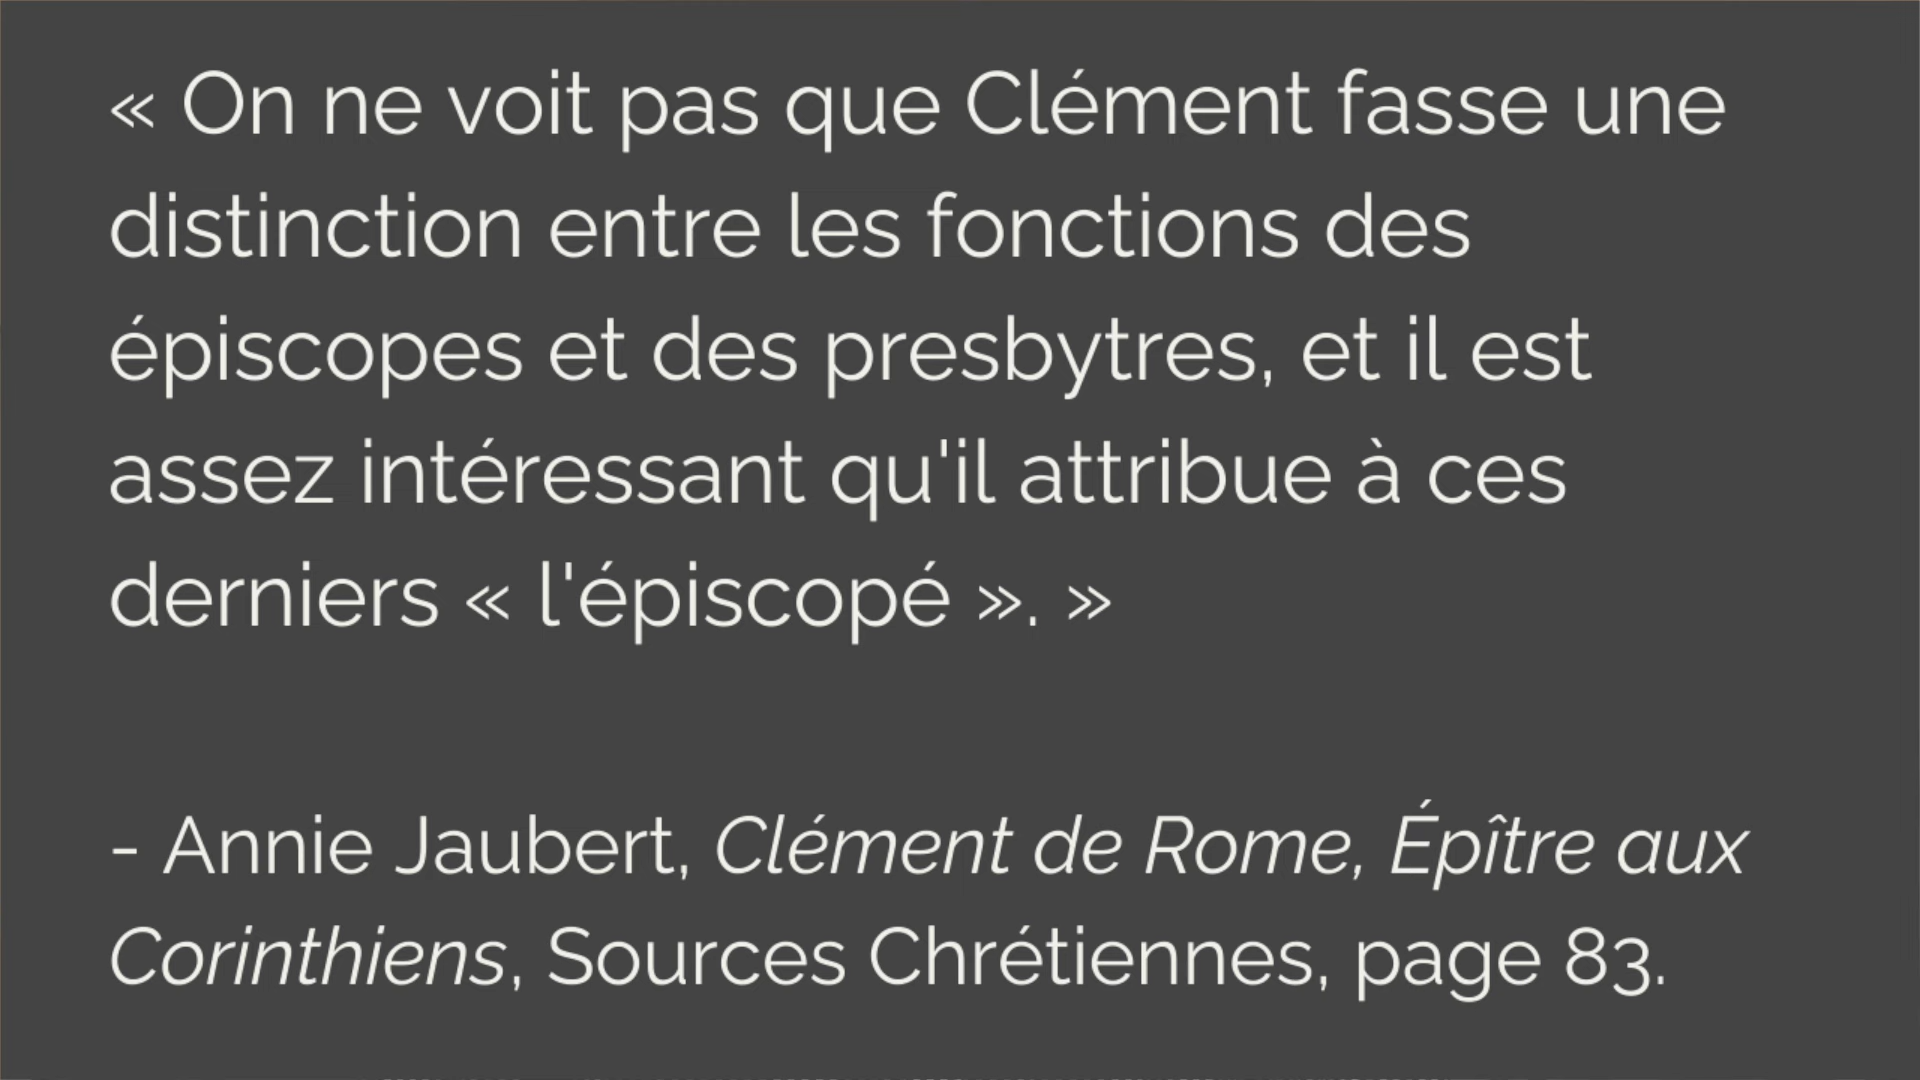 « On ne voit pas que Clément fasse une
distinction entre les fonctions des
épiscopes et des presbytres, et il est
assez intéressant qu'il attribue à ces
derniers « l'épiscopé ». »
- Annie Jaubert, Clément de Rome, Épître aux
Corinthiens, Sources Chrétiennes, page 83.